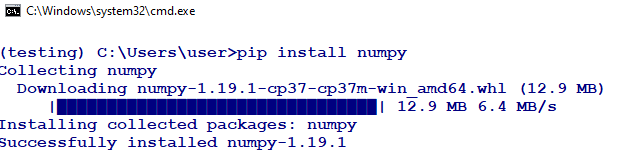 C:\Windows\system32\cmd.exe
(testing) C:\Users\user>pip install numpy
Collecting numpy
Downloading numpy-1.19.1-cp37-cp37m-win_amd64.whl (12.9 MB)
|████████████████████████████████| 12.9 MB 6.4 MB/s
Installing collected packages: numpy
Successfully installed numpy-1.19.1